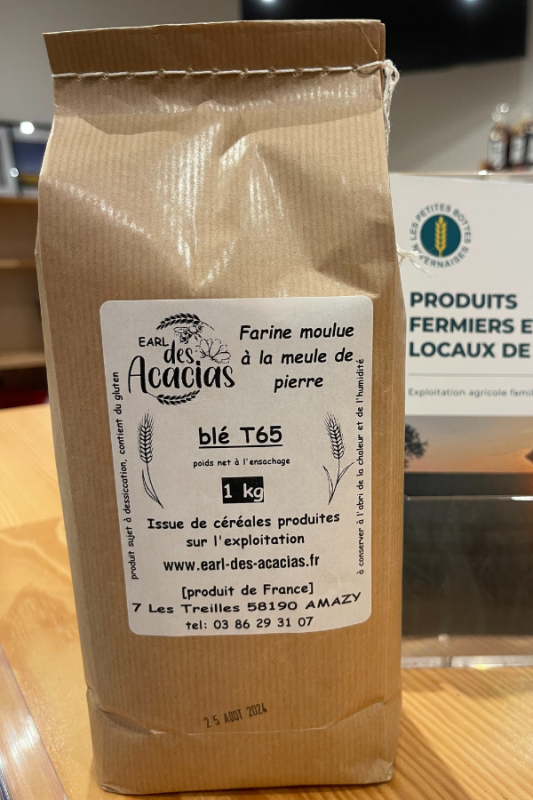 EARL
des
Acacias
Farine moulue
à la meule de
pierre
produit sujet à dessiccation, contient du gluten
blé T65
poids net à l'ensachage
1 kg
à conserver à l'abri de la chaleur et de l'humidité
Issue de céréales produites
sur l'exploitation
www.earl-des-acacias.fr
[produit de France]
7 Les Treilles 58190 AMAZY
tel: 03 86 29 31 07
25 AOUT 2024
LES PETITES BOTTES
PRODUITS
FERMIERS E
LOCAUX DE
Exploitation agricole famil